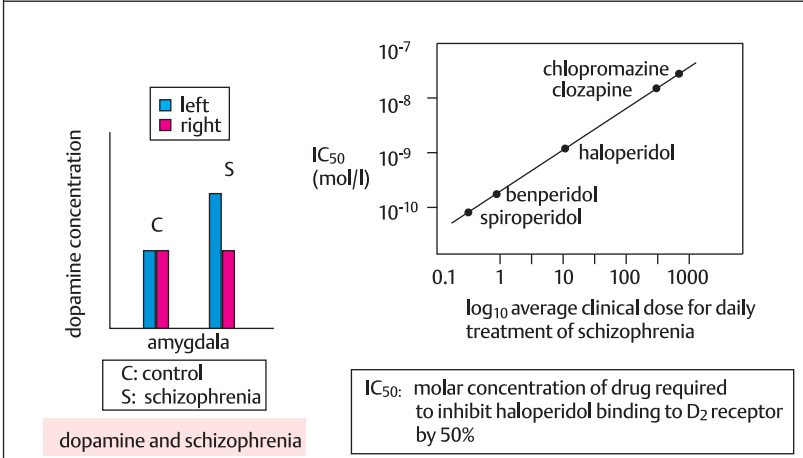 left
right
dopamine concentration
C
S
amygdala
C: control
S: schizophrenia
dopamine and schizophrenia
IC50
(mol/l)
10-7
10-8
10-9
10-10
chlopromazine
clozapine
haloperidol
benperidol
spiroperidol
0.1 1 10 100 1000
log10 average clinical dose for daily
treatment of schizophrenia
IC50: molar concentration of drug required
to inhibit haloperidol binding to D2 receptor
by 50%